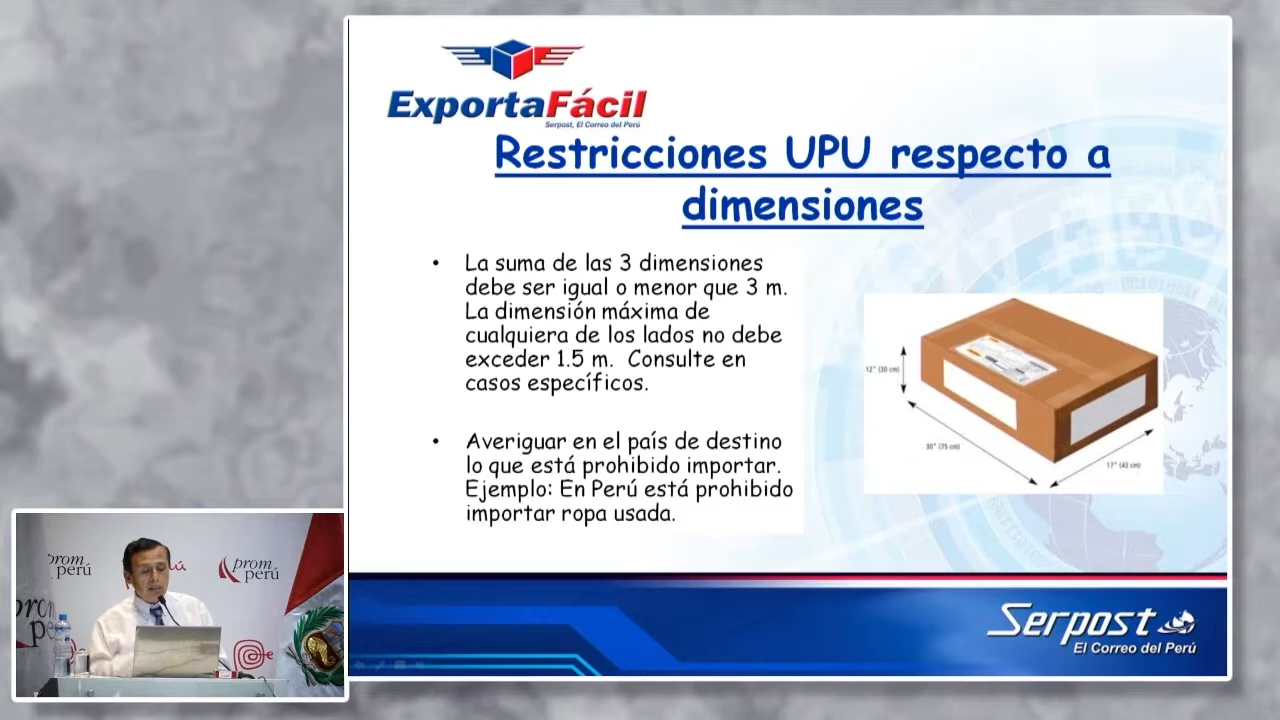 ExportaFácil
Serpost, El Correo del Perú
Restricciones UPU respecto a
dimensiones
• La suma de las 3 dimensiones
debe ser igual o menor que 3 m.
La dimensión máxima de
cualquiera de los lados no debe
exceder 1.5 m. Consulte en
casos específicos.
• Averiguar en el país de destino
lo que está prohibido importar.
Ejemplo: En Perú está prohibido
importar ropa usada.
12" (30 cm)
30" (75 cm)
17" (43 cm)
Serpost
El Correo del Perú
prom
perú
prom
perú